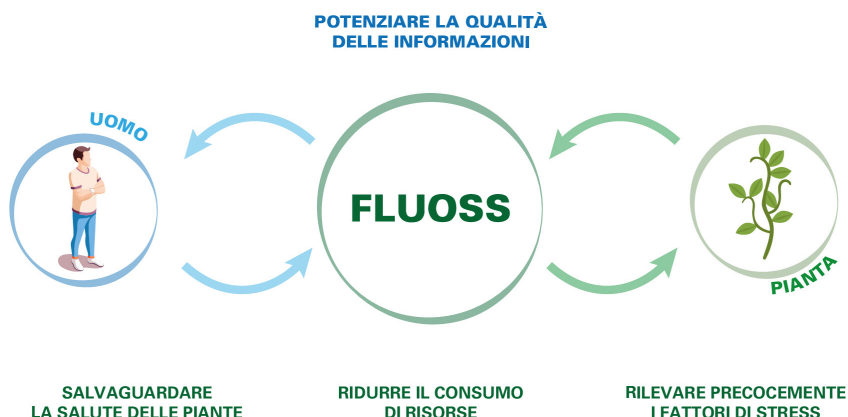 POTENZIARE LA QUALITÀ
DELLE INFORMAZIONI
UOMO
FLUOSS
PIANTA
SALVAGUARDARE
LA SALUTE DELLE PIANTE
RIDURRE IL CONSUMO
DI RISORSE
RILEVARE PRECOCEMENTE
I FATTORI DI STRESS